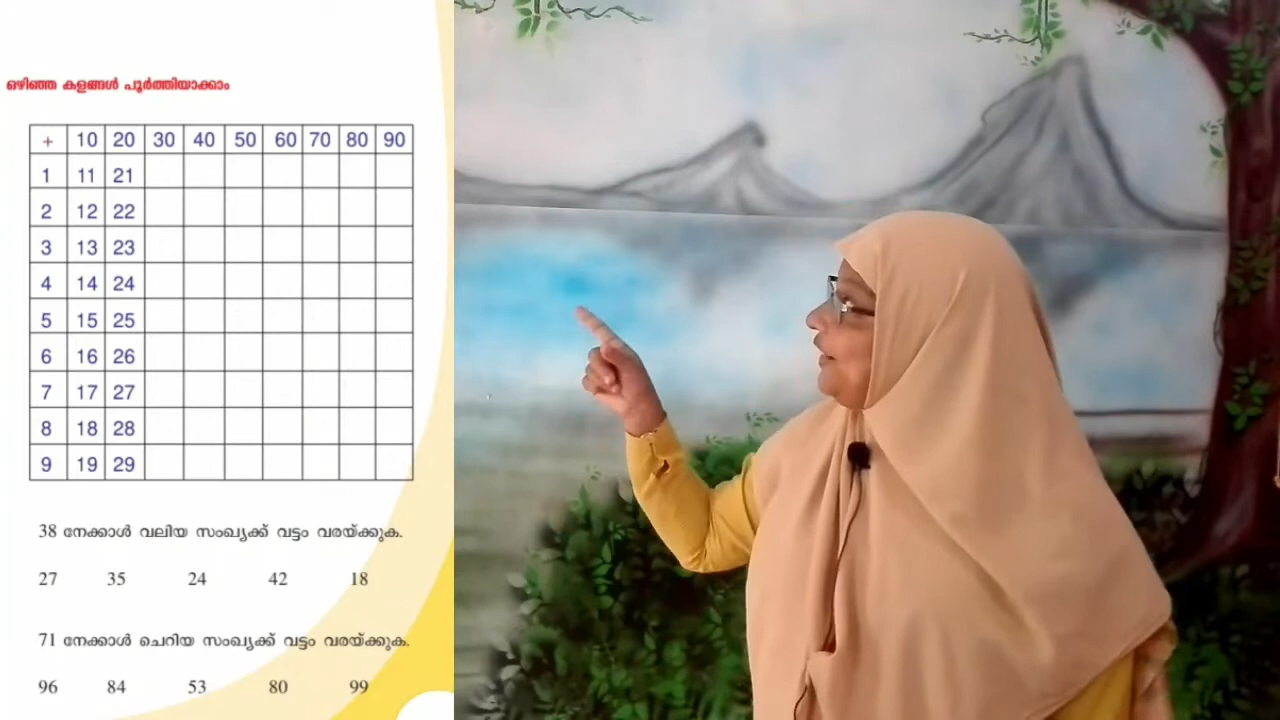 ഒഴിഞ്ഞ കളങ്ങൾ പൂർത്തിയാക്കാം
+ 10 20 30 40 50 60 70 80 90
1 11 21
2 12 22
3 13 23
4 14 24
5 15 25
6 16 26
7 17 27
8 18 28
9 19 29
38 നേക്കാൾ വലിയ സംഖ്യക്ക് വട്ടം വരയ്ക്കുക.
27 35 24 42 18
71 നേക്കാൾ ചെറിയ സംഖ്യക്ക് വട്ടം വരയ്ക്കുക.
96 84 53 80 99